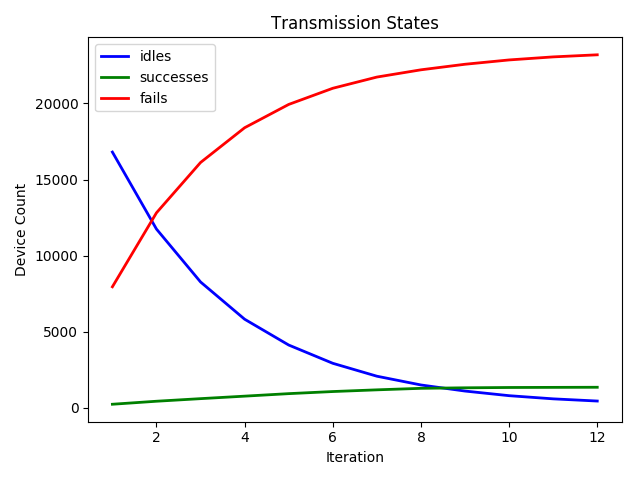 Transmission States
idles
successes
fails
Device Count
20000
15000
10000
5000
0
2 4 6 8 10 12
Iteration